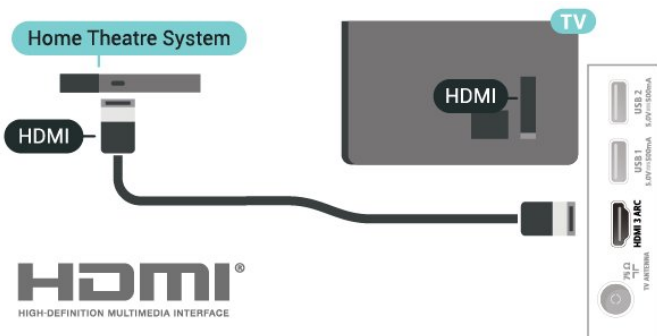 Home Theatre System
TV
HDMI
HDMI
USB 2
5.0V⎓500mA
USB 1
5.0V⎓500mA
HDMI 3 ARC
75 Ω
TV ANTENNA
HDMI®
HIGH-DEFINITION MULTIMEDIA INTERFACE